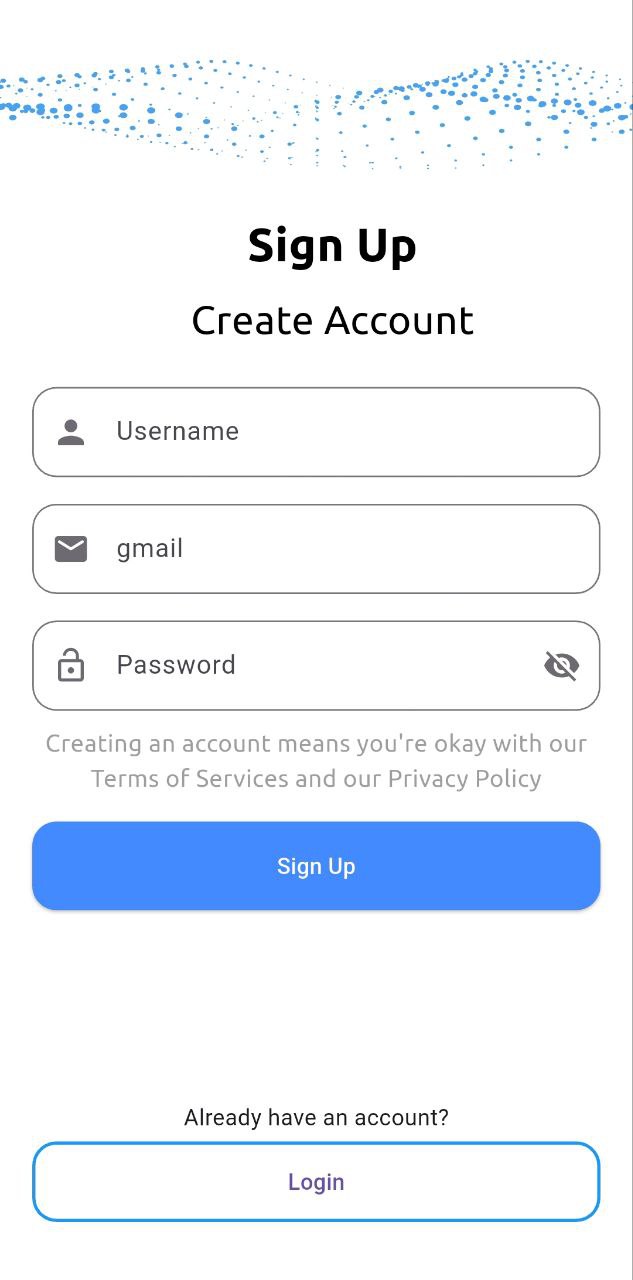 Sign Up
Create Account
Username
gmail
Password
Creating an account means you're okay with our
Terms of Services and our Privacy Policy
Sign Up
Already have an account?
Login